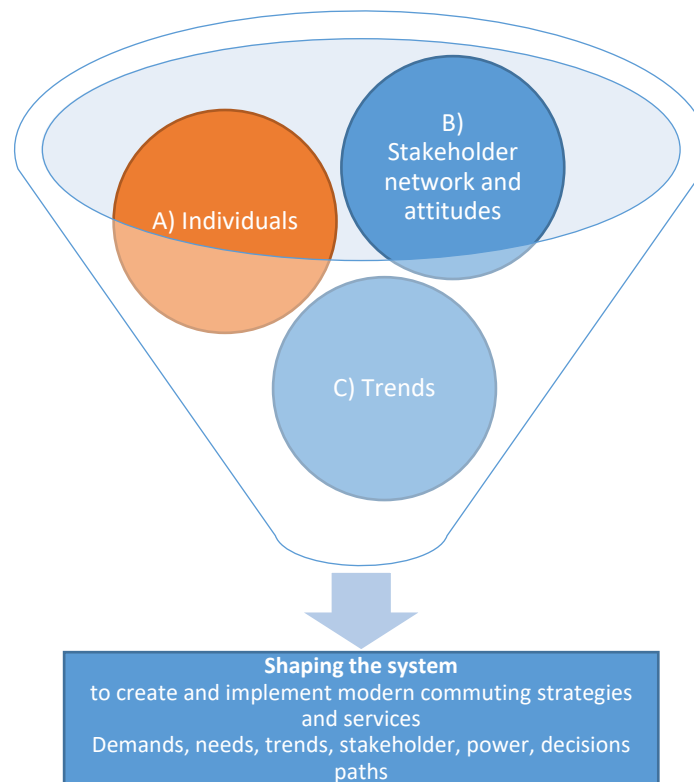 B)
Stakeholder
network and
attitudes
A) Individuals
C) Trends
Shaping the system
to create and implement modern commuting strategies
and services
Demands, needs, trends, stakeholder, power, decisions
paths